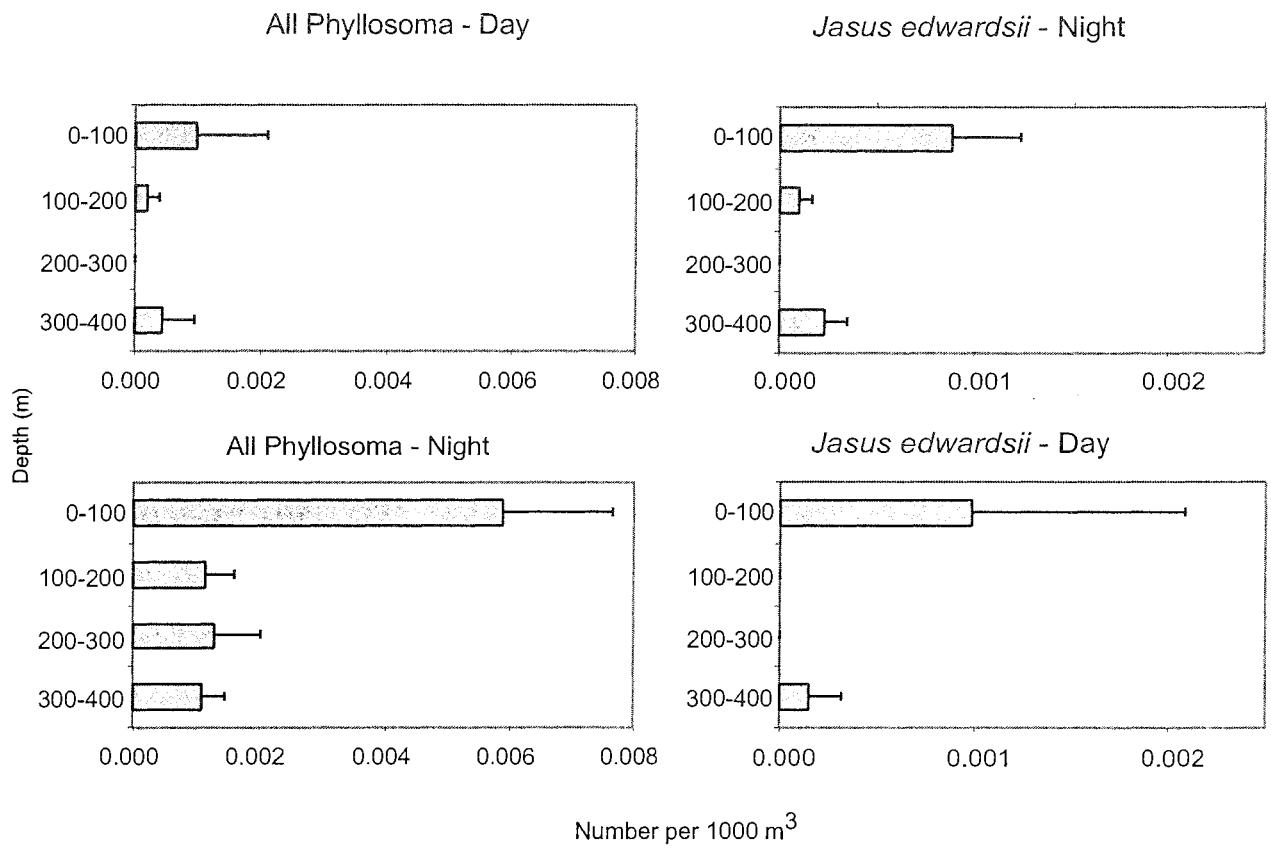 All Phyllosoma - Day
0-100
100-200
200-300
300-400
0.000 0.002 0.004 0.006 0.008
Jasus edwardsii - Night
0-100
100-200
200-300
300-400
0.000 0.001 0.002
Depth (m)
All Phyllosoma - Night
0-100
100-200
200-300
300-400
0.000 0.002 0.004 0.006 0.008
Jasus edwardsii - Day
0-100
100-200
200-300
300-400
0.000 0.001 0.002
Number per 1000 m³